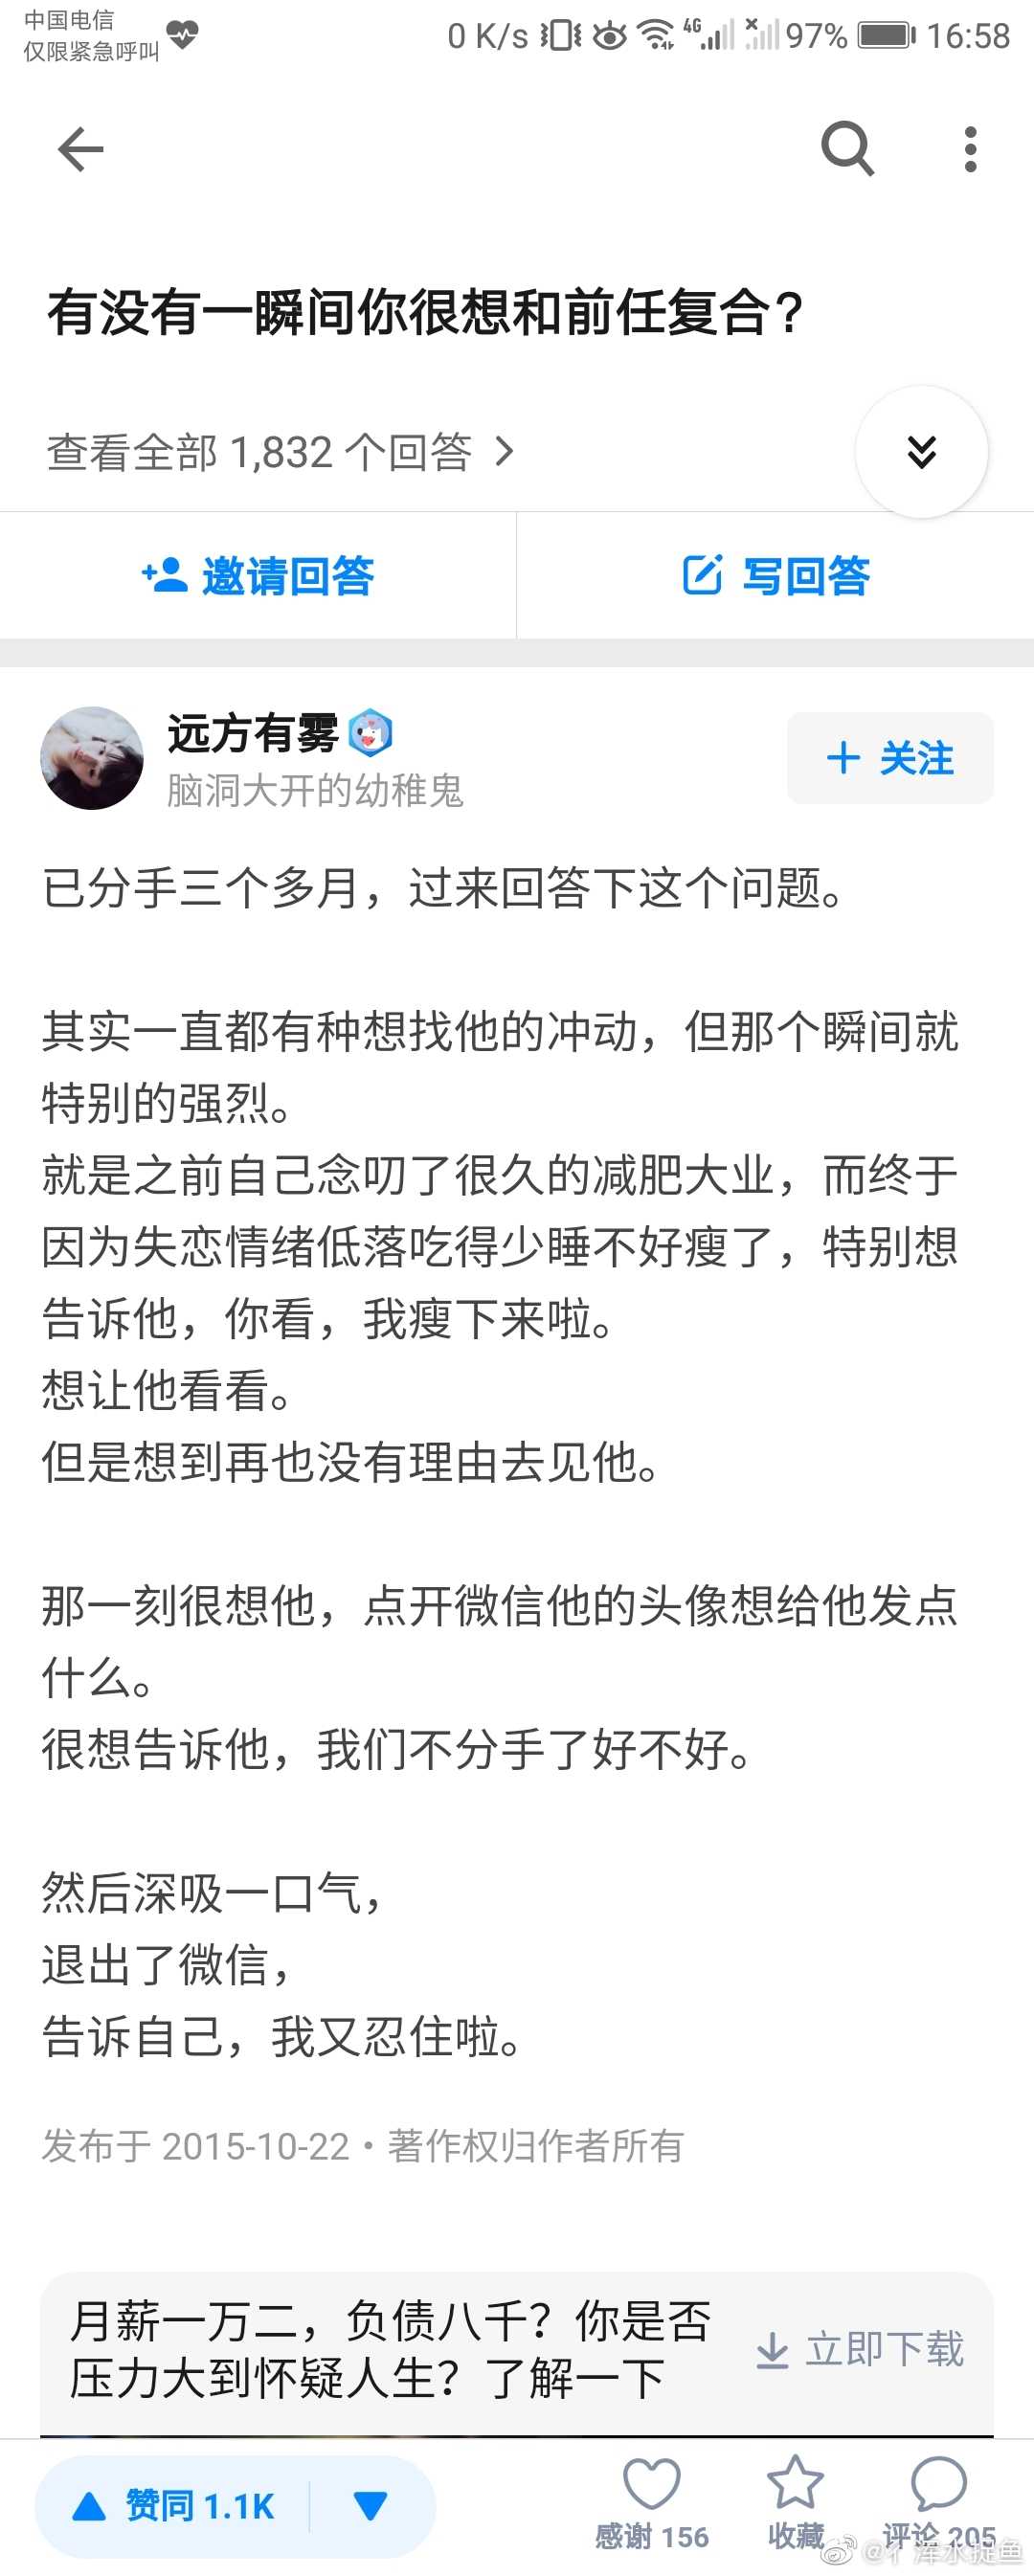 中国电信
仅限紧急呼叫
0 K/s 4G 97% 16:58
有没有一瞬间你很想和前任复合?
查看全部 1,832 个回答
邀请回答
写回答
远方有雾
脑洞大开的幼稚鬼
+ 关注
已分手三个多月，过来回答下这个问题。
其实一直都有种想找他的冲动，但那个瞬间就
特别的强烈。
就是之前自己念叨了很久的减肥大业，而终于
因为失恋情绪低落吃得少睡不好瘦了，特别想
告诉他，你看，我瘦下来啦。
想让他看看。
但是想到再也没有理由去见他。
那一刻很想他，点开微信他的头像想给他发点
什么。
很想告诉他，我们不分手了好不好。
然后深吸一口气，
退出了微信，
告诉自己，我又忍住啦。
发布于 2015-10-22 · 著作权归作者所有
月薪一万二，负债八千？你是否
压力大到怀疑人生？了解一下
立即下载
赞同 1.1K
感谢 156
收藏
评论 205